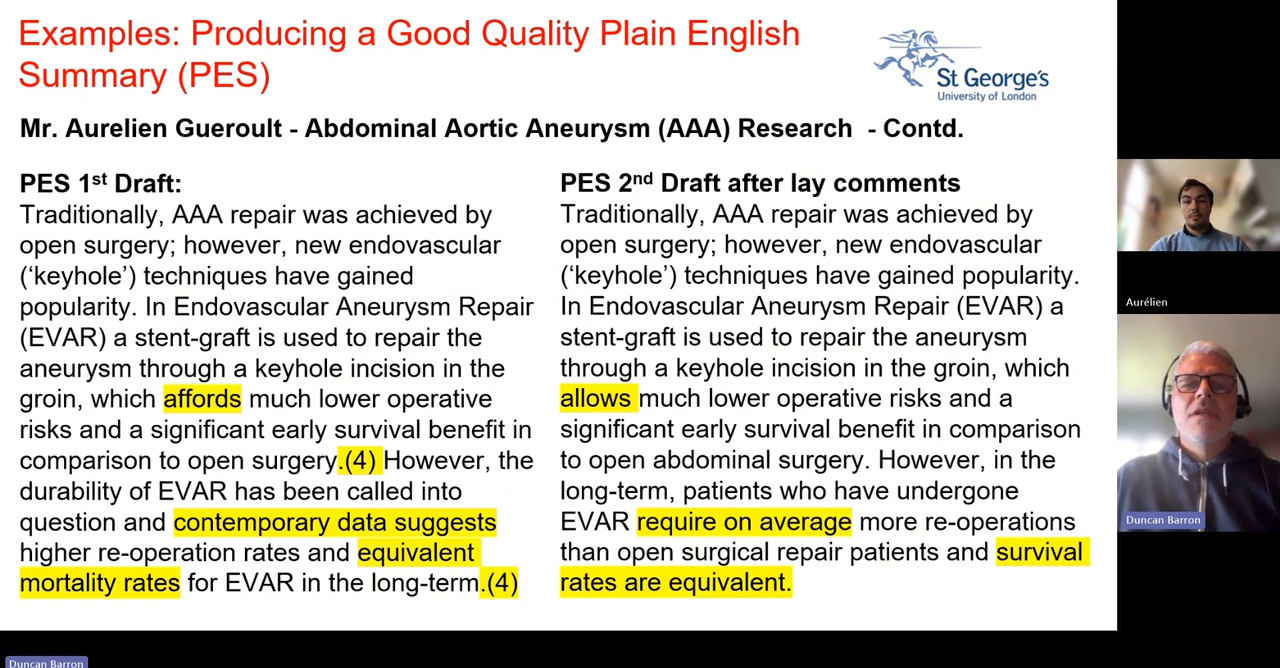 Examples: Producing a Good Quality Plain English
Summary (PES)
St George's
University of London
Mr. Aurelien Gueroult - Abdominal Aortic Aneurysm (AAA) Research - Contd.
PES 1st Draft:
Traditionally, AAA repair was achieved by
open surgery; however, new endovascular
(‘keyhole’) techniques have gained
popularity. In Endovascular Aneurysm Repair
(EVAR) a stent-graft is used to repair the
aneurysm through a keyhole incision in the
groin, which affords much lower operative
risks and a significant early survival benefit in
comparison to open surgery.(4) However, the
durability of EVAR has been called into
question and contemporary data suggests
higher re-operation rates and equivalent
mortality rates for EVAR in the long-term.(4)
PES 2nd Draft after lay comments
Traditionally, AAA repair was achieved by
open surgery; however, new endovascular
(‘keyhole’) techniques have gained popularity.
In Endovascular Aneurysm Repair (EVAR) a
stent-graft is used to repair the aneurysm
through a keyhole incision in the groin, which
allows much lower operative risks and a
significant early survival benefit in comparison
to open abdominal surgery. However, in the
long-term, patients who have undergone
EVAR require on average more re-operations
than open surgical repair patients and survival
rates are equivalent.
Aurélien
Duncan Barron
Duncan Barron